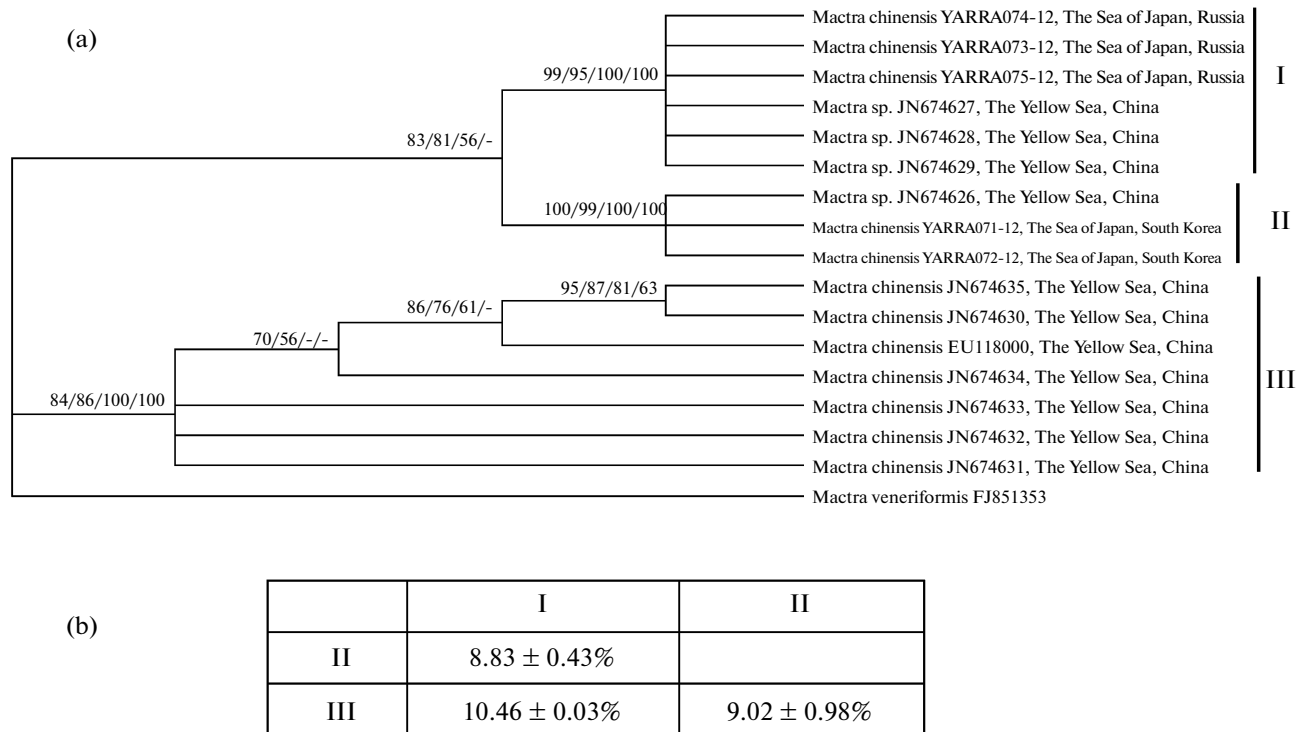 (a)
Mactra chinensis YARRA074-12, The Sea of Japan, Russia
Mactra chinensis YARRA073-12, The Sea of Japan, Russia
99/95/100/100
Mactra chinensis YARRA075-12, The Sea of Japan, Russia
I
Mactra sp. JN674627, The Yellow Sea, China
83/81/56/-
Mactra sp. JN674628, The Yellow Sea, China
Mactra sp. JN674629, The Yellow Sea, China
Mactra sp. JN674626, The Yellow Sea, China
100/99/100/100
Mactra chinensis YARRA071-12, The Sea of Japan, South Korea
II
Mactra chinensis YARRA072-12, The Sea of Japan, South Korea
95/87/81/63
Mactra chinensis JN674635, The Yellow Sea, China
86/76/61/-
Mactra chinensis JN674630, The Yellow Sea, China
70/56/-/-
Mactra chinensis EU118000, The Yellow Sea, China
Mactra chinensis JN674634, The Yellow Sea, China
III
84/86/100/100
Mactra chinensis JN674633, The Yellow Sea, China
Mactra chinensis JN674632, The Yellow Sea, China
Mactra chinensis JN674631, The Yellow Sea, China
Mactra veneriformis FJ851353
(b)
I II
II 8.83 ± 0.43%
III 10.46 ± 0.03% 9.02 ± 0.98%